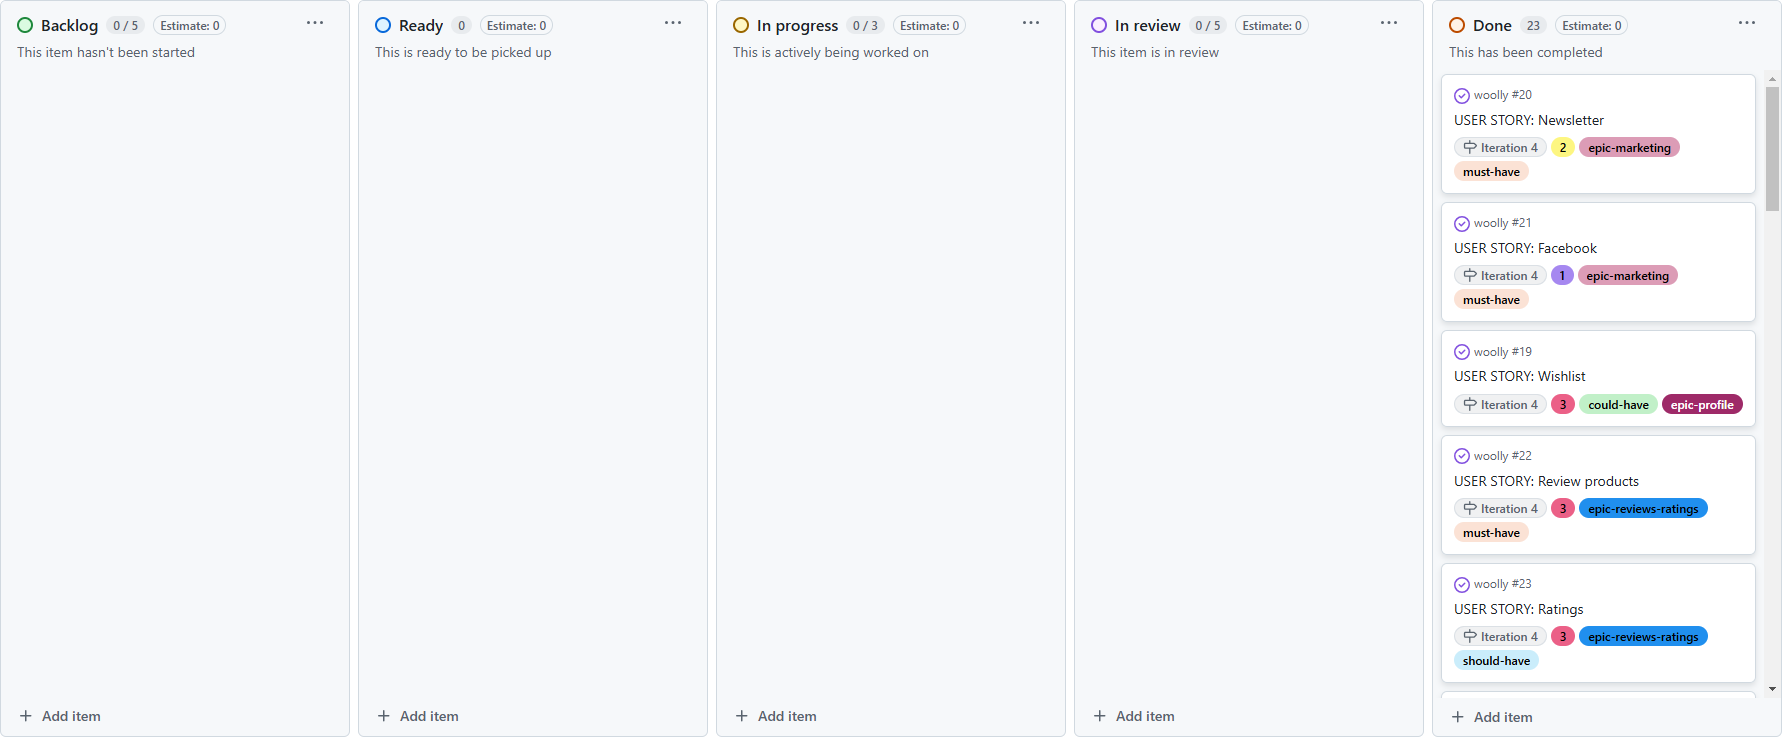 Backlog 0 / 5 Estimate: 0
This item hasn't been started
Add item
Ready 0 Estimate: 0
This is ready to be picked up
Add item
In progress 0 / 3 Estimate: 0
This is actively being worked on
Add item
In review 0 / 5 Estimate: 0
This item is in review
Add item
Done 23 Estimate: 0
This has been completed
woolly #20
USER STORY: Newsletter
Iteration 4 2 epic-marketing
must-have
woolly #21
USER STORY: Facebook
Iteration 4 1 epic-marketing
must-have
woolly #19
USER STORY: Wishlist
Iteration 4 3 could-have epic-profile
woolly #22
USER STORY: Review products
Iteration 4 3 epic-reviews-ratings
must-have
woolly #23
USER STORY: Ratings
Iteration 4 3 epic-reviews-ratings
should-have
Add item